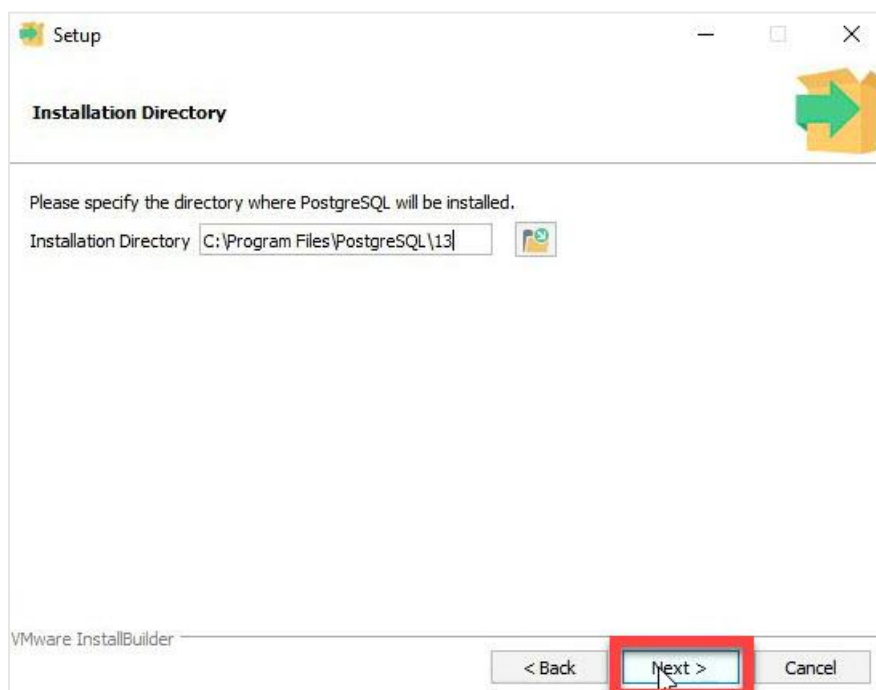 Setup
Installation Directory
Please specify the directory where PostgreSQL will be installed.
Installation Directory C:\Program Files\PostgreSQL\13
VMware InstallBuilder
< Back Next > Cancel